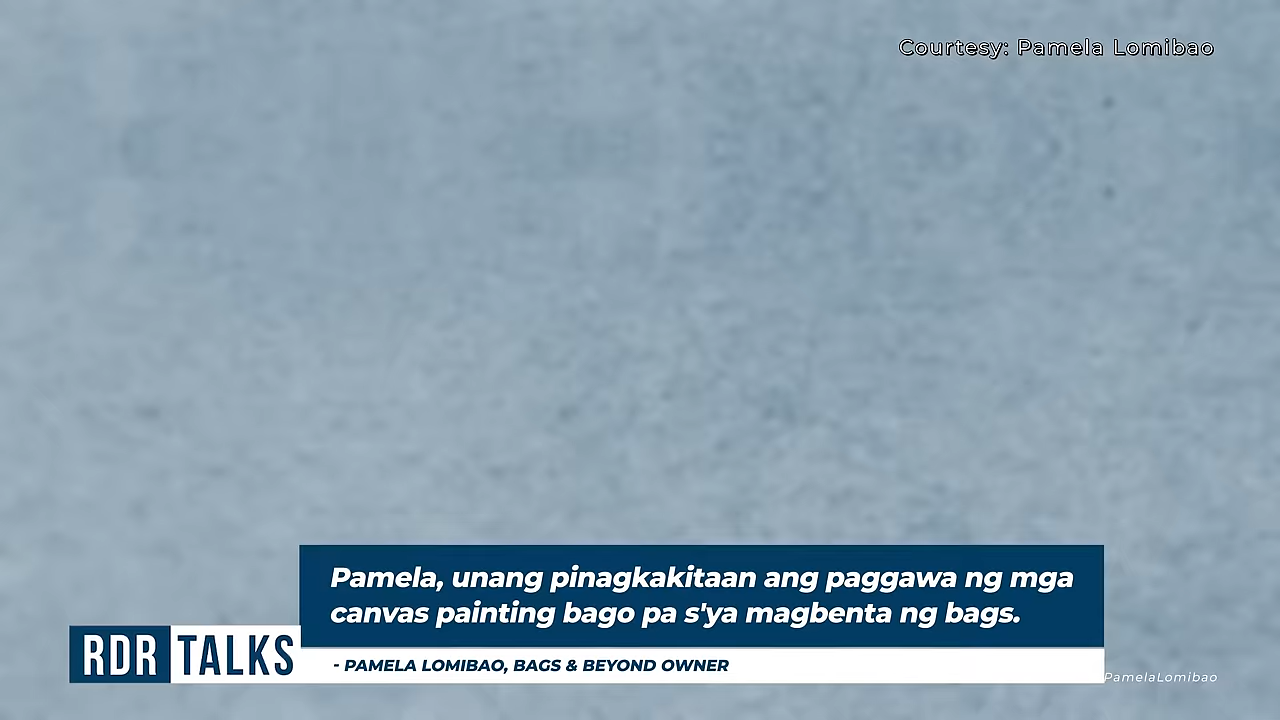 Courtesy: Pamela Lomibao
Pamela, unang pinagkakitaan ang paggawa ng mga
canvas painting bago pa s'ya magbenta ng bags.
RDR TALKS
- PAMELA LOMIBAO, BAGS & BEYOND OWNER
PamelaLomibao